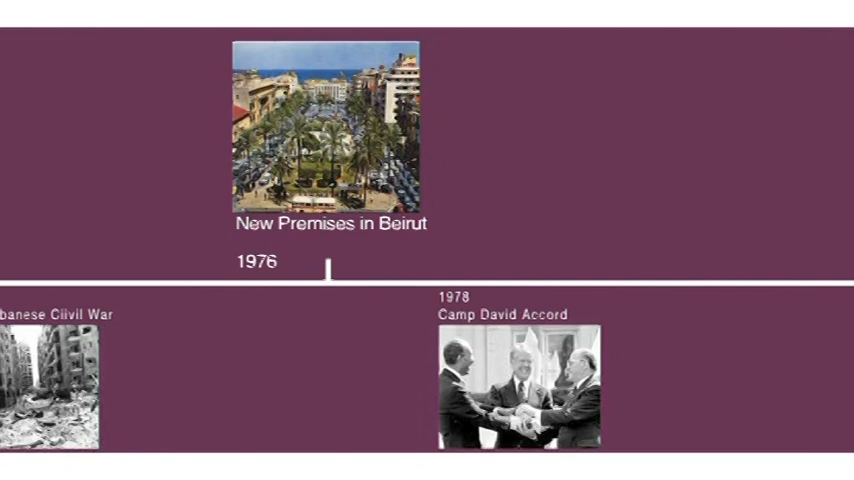 New Premises in Beirut
1976
1978
banese Ciivil War
Camp David Accord